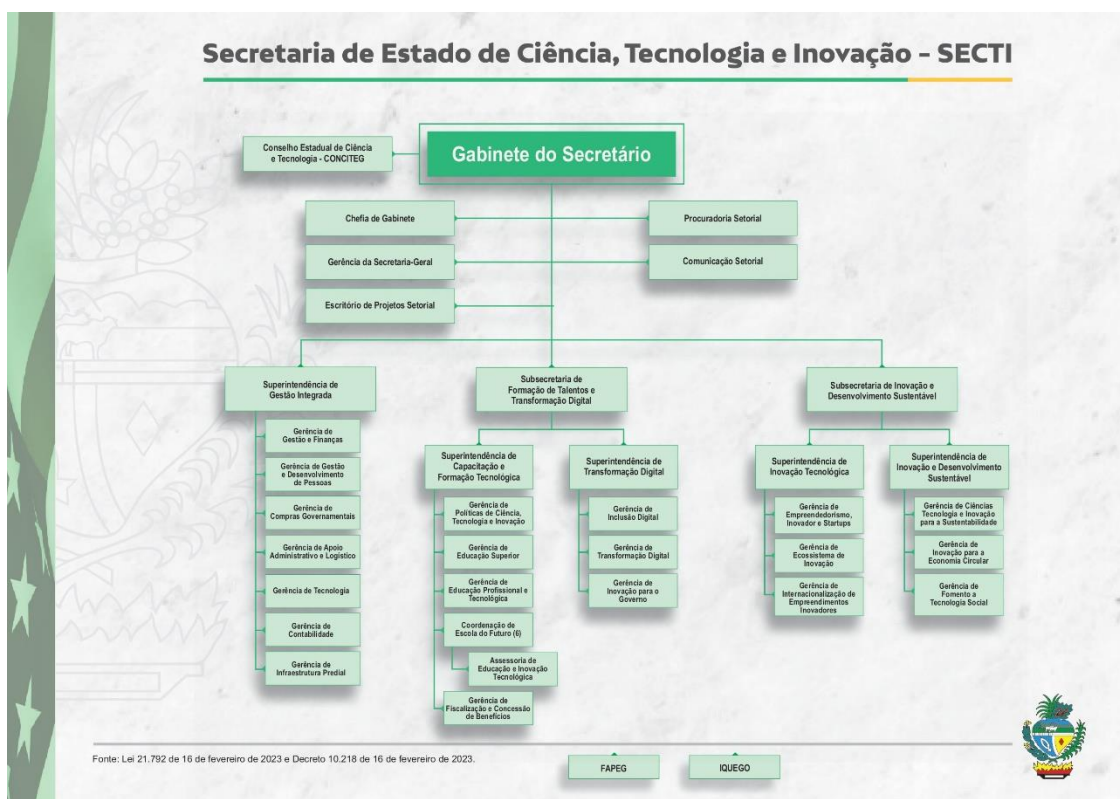 Secretaria de Estado de Ciência, Tecnologia e Inovação - SECTI
Conselho Estadual de Ciência
e Tecnologia - CONCITEG
Gabinete do Secretário
Chefia de Gabinete
Procuradoria Setorial
Gerência da Secretaria-Geral
Comunicação Setorial
Escritório de Projetos Setorial
Superintendência de
Gestão Integrada
Gerência de
Gestão e Finanças
Gerência de Gestão
e Desenvolvimento
de Pessoas
Gerência de
Compras Governamentais
Gerência de Apoio
Administrativo e Logístico
Gerência de Tecnologia
Gerência de
Contabilidade
Gerência de
Infraestrutura Predial
Subsecretaria de
Formação de Talentos e
Transformação Digital
Superintendência de
Capacitação e
Formação Tecnológica
Gerência de
Políticas de Ciência,
Tecnologia e Inovação
Gerência de
Educação Superior
Gerência de
Educação Profissional e
Tecnológica
Coordenação de
Escola do Futuro (6)
Assessoria de
Educação e Inovação
Tecnológica
Gerência de
Fiscalização e Concessão
de Benefícios
Superintendência de
Transformação Digital
Gerência de
Inclusão Digital
Gerência de
Transformação Digital
Gerência de
Inovação para o
Governo
Subsecretaria de Inovação e
Desenvolvimento Sustentável
Superintendência de
Inovação Tecnológica
Gerência de
Empreendedorismo,
Inovador e Startups
Gerência de
Ecossistema de
Inovação
Gerência de
Internacionalização de
Empreendimentos
Inovadores
Superintendência de
Inovação e Desenvolvimento
Sustentável
Gerência de Ciências
Tecnologia e Inovação
para a Sustentabilidade
Gerência de
Inovação para a
Economia Circular
Gerência de
Fomento a
Tecnologia Social
Fonte: Lei 21.792 de 16 de fevereiro de 2023 e Decreto 10.218 de 16 de fevereiro de 2023.
FAPEG
IQUEGO